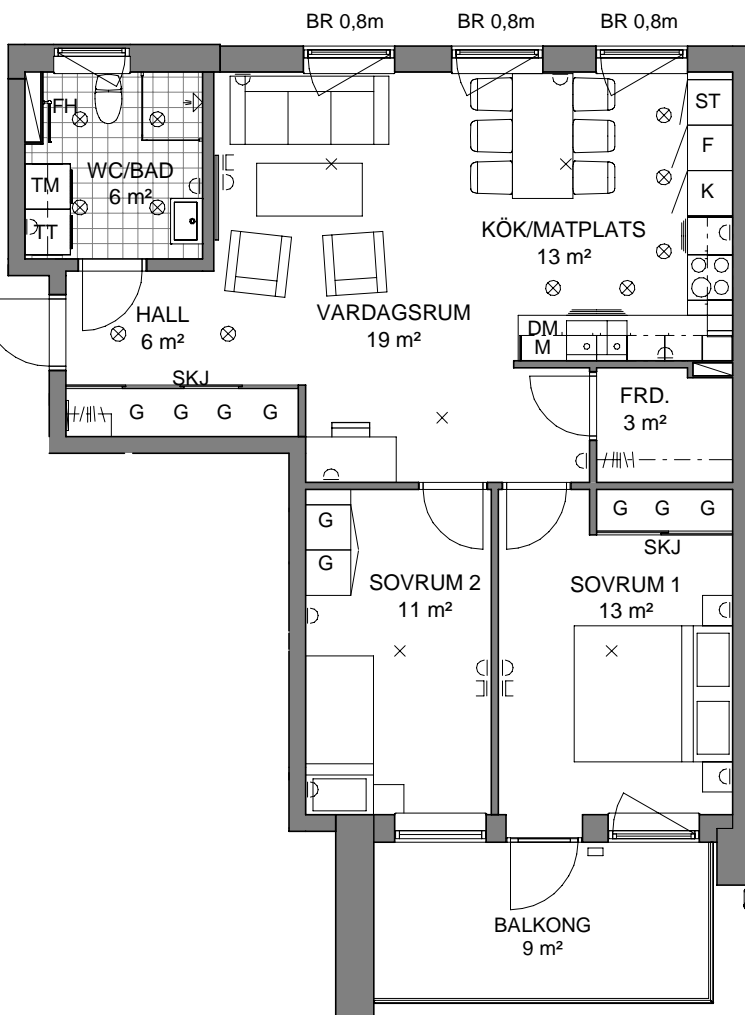 BR 0,8m BR 0,8m BR 0,8m
FH
ST
F
K
WC/BAD
6 m²
TM
TT
KÖK/MATPLATS
13 m²
HALL
6 m²
VARDAGSRUM
19 m²
DM
M
SKJ
G G G G
FRD.
3 m²
G
G
G G G
SKJ
SOVRUM 2
11 m²
SOVRUM 1
13 m²
BALKONG
9 m²